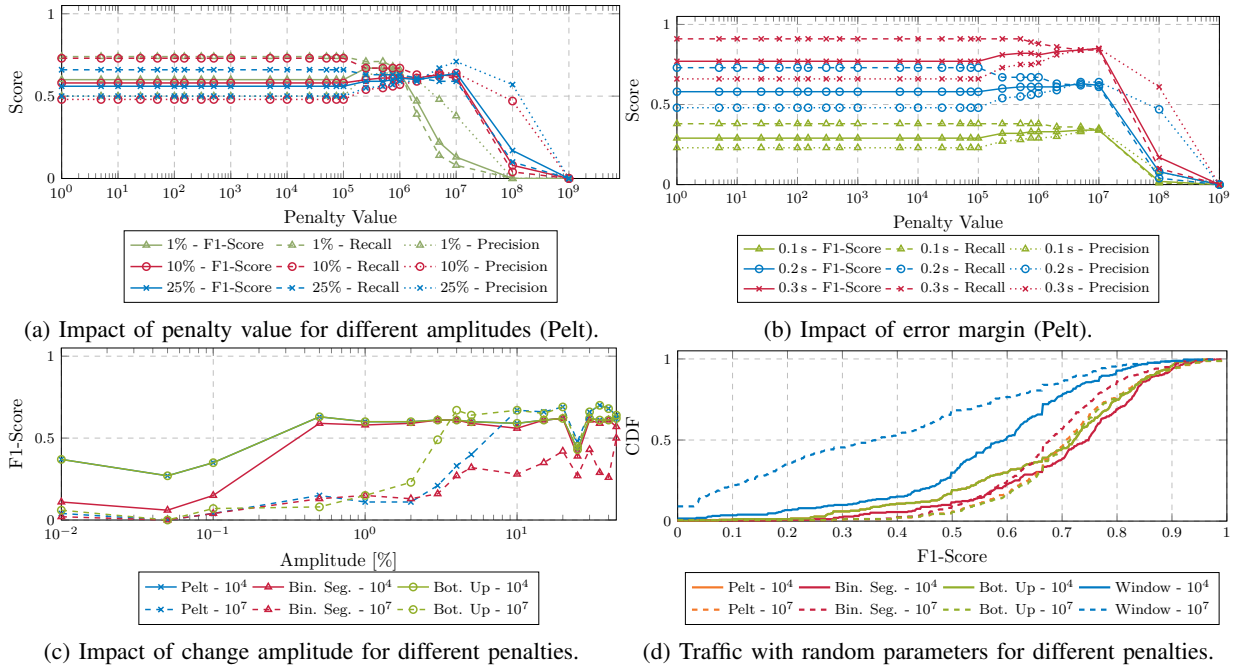 Score
1
0.5
0
10^0 10^1 10^2 10^3 10^4 10^5 10^6 10^7 10^8 10^9
Penalty Value
1% - F1-Score 1% - Recall 1% - Precision
10% - F1-Score 10% - Recall 10% - Precision
25% - F1-Score 25% - Recall 25% - Precision
(a) Impact of penalty value for different amplitudes (Pelt).
Score
1
0.5
0
10^0 10^1 10^2 10^3 10^4 10^5 10^6 10^7 10^8 10^9
Penalty Value
0.1 s - F1-Score 0.1 s - Recall 0.1 s - Precision
0.2 s - F1-Score 0.2 s - Recall 0.2 s - Precision
0.3 s - F1-Score 0.3 s - Recall 0.3 s - Precision
(b) Impact of error margin (Pelt).
F1-Score
1
0.5
0
10^−2 10^−1 10^0 10^1
Amplitude [%]
Pelt - 10^4 Bin. Seg. - 10^4 Bot. Up - 10^4
Pelt - 10^7 Bin. Seg. - 10^7 Bot. Up - 10^7
(c) Impact of change amplitude for different penalties.
CDF
1
0.5
0
0 0.1 0.2 0.3 0.4 0.5 0.6 0.7 0.8 0.9 1
F1-Score
Pelt - 10^4 Bin. Seg. - 10^4 Bot. Up - 10^4 Window - 10^4
Pelt - 10^7 Bin. Seg. - 10^7 Bot. Up - 10^7 Window - 10^7
(d) Traffic with random parameters for different penalties.